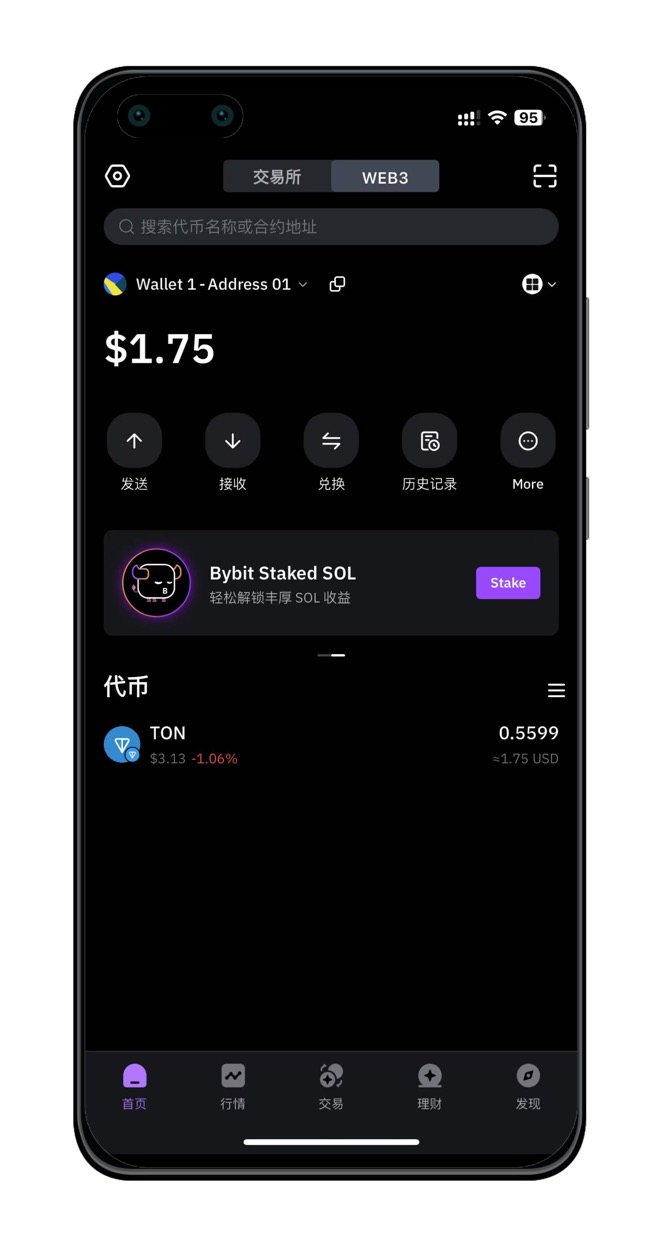 95
交易所 WEB3
搜索代币名称或合约地址
Wallet 1 - Address 01
$1.75
发送 接收 兑换 历史记录 More
B
Bybit Staked SOL
轻松解锁丰厚 SOL 收益
Stake
代币
TON 0.5599
$3.13 -1.06% ≈1.75 USD
首页 行情 交易 理财 发现